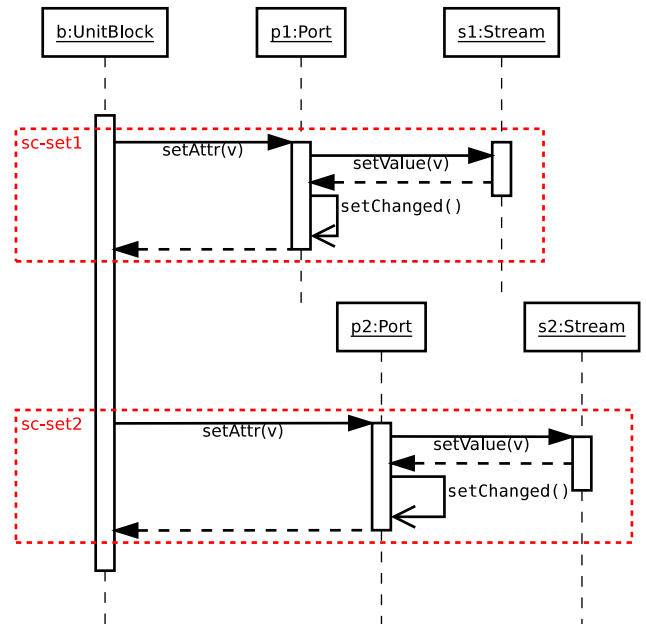 b:UnitBlock
p1:Port
s1:Stream
sc-set1
setAttr(v)
setValue(v)
setChanged()
p2:Port
s2:Stream
sc-set2
setAttr(v)
setValue(v)
setChanged()